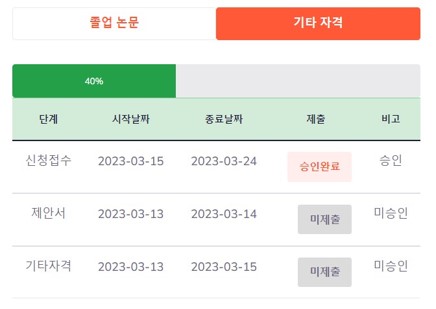 졸업 논문 기타 자격
40%
단계 시작날짜 종료날짜 제출 비고
신청접수 2023-03-15 2023-03-24 승인완료 승인
제안서 2023-03-13 2023-03-14 미제출 미승인
기타자격 2023-03-13 2023-03-15 미제출 미승인